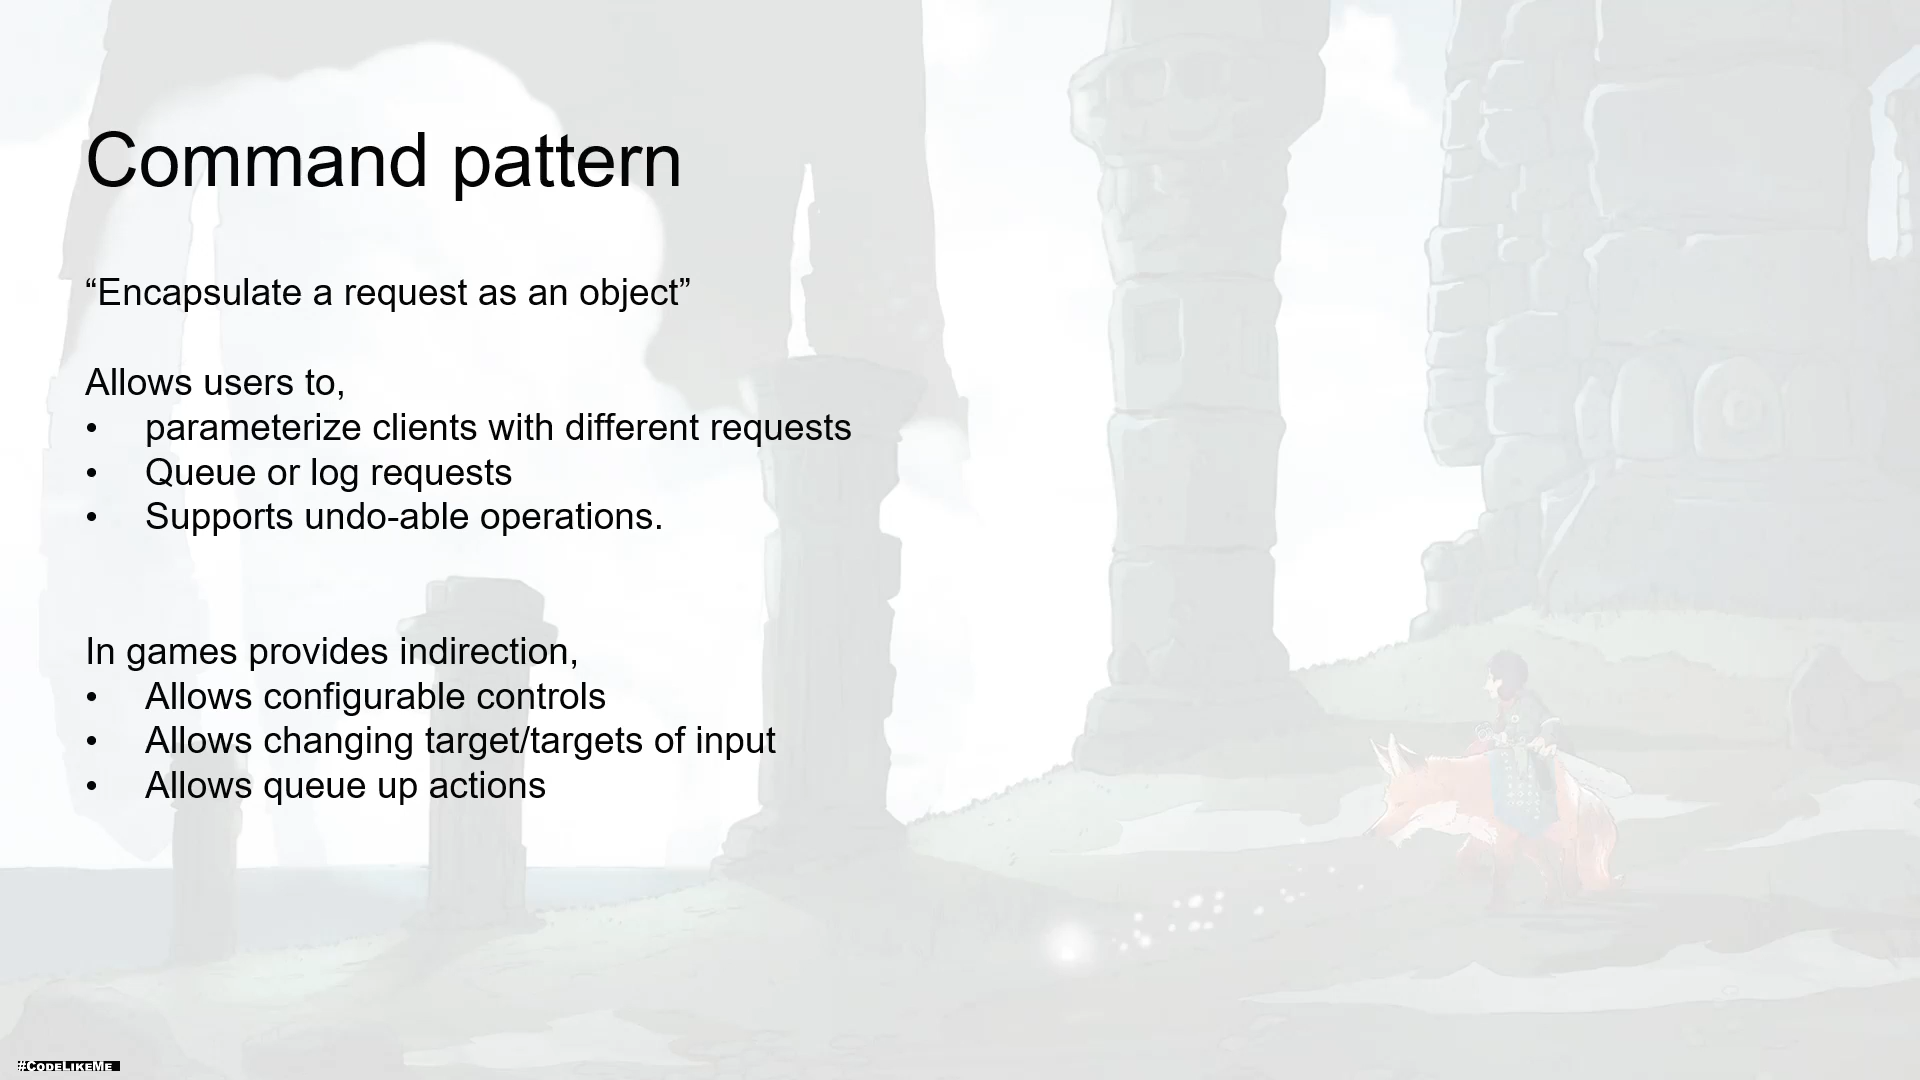 Command pattern
“Encapsulate a request as an object”
Allows users to,
• parameterize clients with different requests
• Queue or log requests
• Supports undo-able operations.
In games provides indirection,
• Allows configurable controls
• Allows changing target/targets of input
• Allows queue up actions
#CodeLikeMe